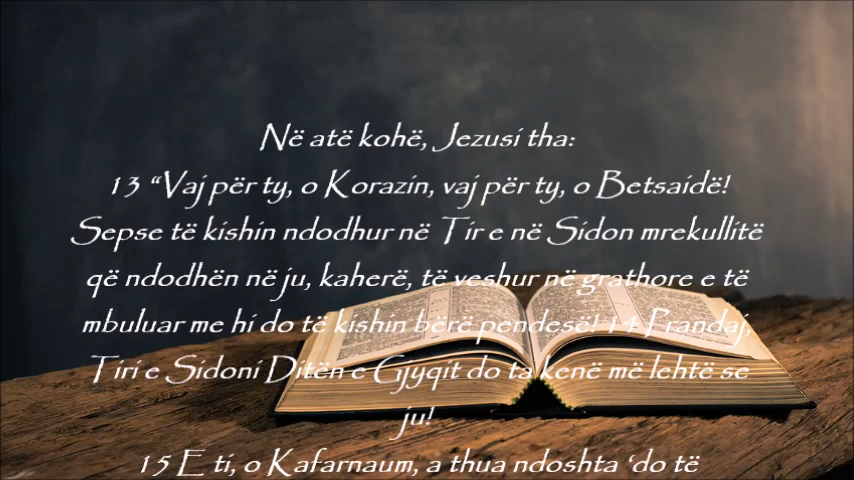 Në atë kohë, Jezusi tha:
13 “Vaj për ty, o Korazin, vaj për ty, o Betsaidë!
Sepse të kishin ndodhur në Tir e në Sidon mrekullitë
që ndodhën në ju, kaherë, të veshur në grathore e të
mbuluar me hi do të kishin bërë pendesë! 14 Prandaj,
Tiri e Sidoni Ditën e Gjyqit do ta kenë më lehtë se
ju!
15 E ti, o Kafarnaum, a thua ndoshta ‘do të